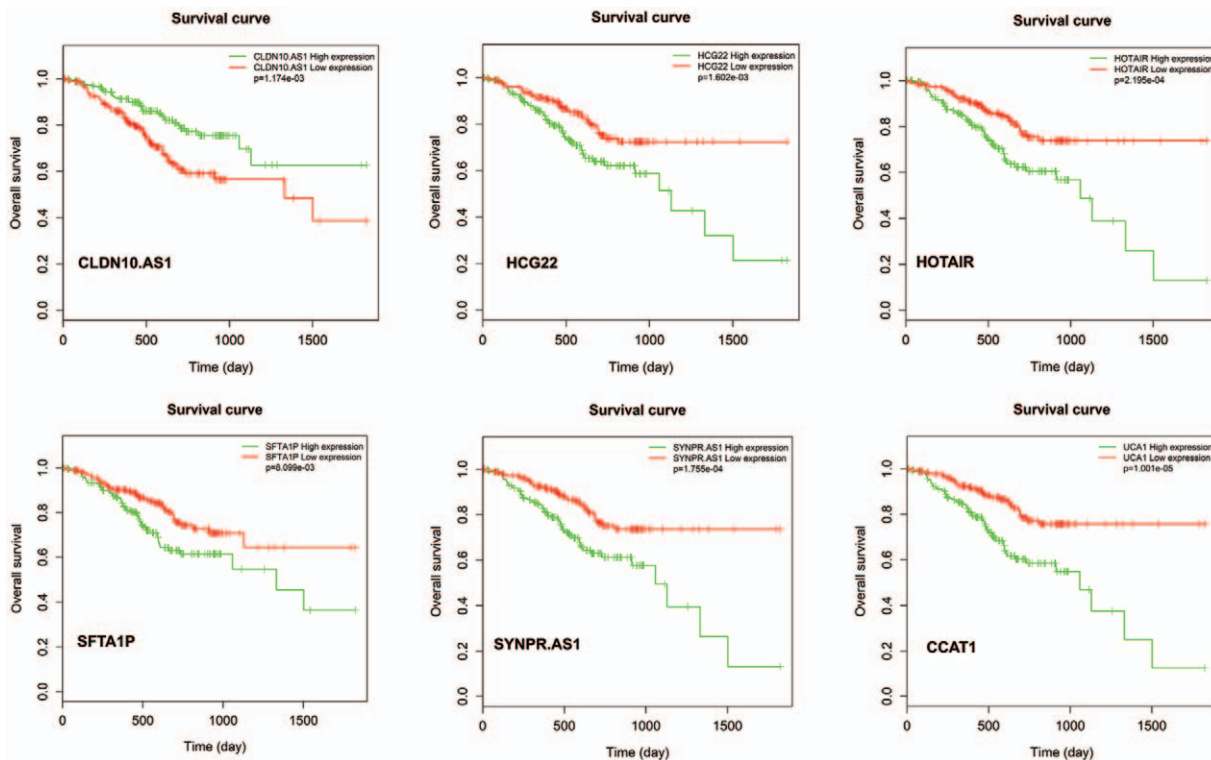 Survival curve
CLDN10.AS1 High expression
CLDN10.AS1 Low expression
p=1.174e-03
Overall survival
0.0 0.2 0.4 0.6 0.8 1.0
CLDN10.AS1
0 500 1000 1500
Time (day)
Survival curve
HCG22 High expression
HCG22 Low expression
p=1.602e-03
Overall survival
0.0 0.2 0.4 0.6 0.8 1.0
HCG22
0 500 1000 1500
Time (day)
Survival curve
HOTAIR High expression
HOTAIR Low expression
p=2.195e-04
Overall survival
0.0 0.2 0.4 0.6 0.8 1.0
HOTAIR
0 500 1000 1500
Time (day)
Survival curve
SFTA1P High expression
SFTA1P Low expression
p=8.099e-03
Overall survival
0.0 0.2 0.4 0.6 0.8 1.0
SFTA1P
0 500 1000 1500
Time (day)
Survival curve
SYNPR.AS1 High expression
SYNPR.AS1 Low expression
p=1.755e-04
Overall survival
0.0 0.2 0.4 0.6 0.8 1.0
SYNPR.AS1
0 500 1000 1500
Time (day)
Survival curve
UCA1 High expression
UCA1 Low expression
p=1.001e-05
Overall survival
0.0 0.2 0.4 0.6 0.8 1.0
CCAT1
0 500 1000 1500
Time (day)